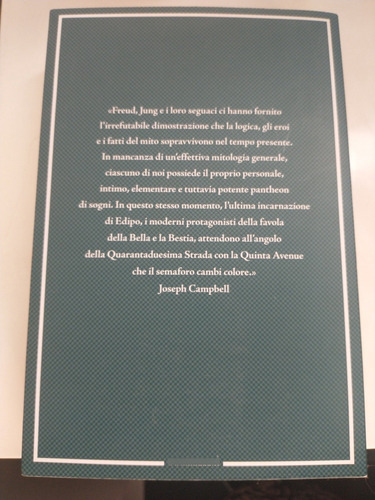 «Freud, Jung e i loro seguaci ci hanno fornito
l'irrefutabile dimostrazione che la logica, gli eroi
e i fatti del mito sopravvivono nel tempo presente.
In mancanza di un'effettiva mitologia generale,
ciascuno di noi possiede il proprio personale,
intimo, elementare e tuttavia potente pantheon
di sogni. In questo stesso momento, l'ultima incarnazione
di Edipo, i moderni protagonisti della favola
della Bella e la Bestia, attendono all'angolo
della Quarantaduesima Strada con la Quinta Avenue
che il semaforo cambi colore.»
Joseph Campbell